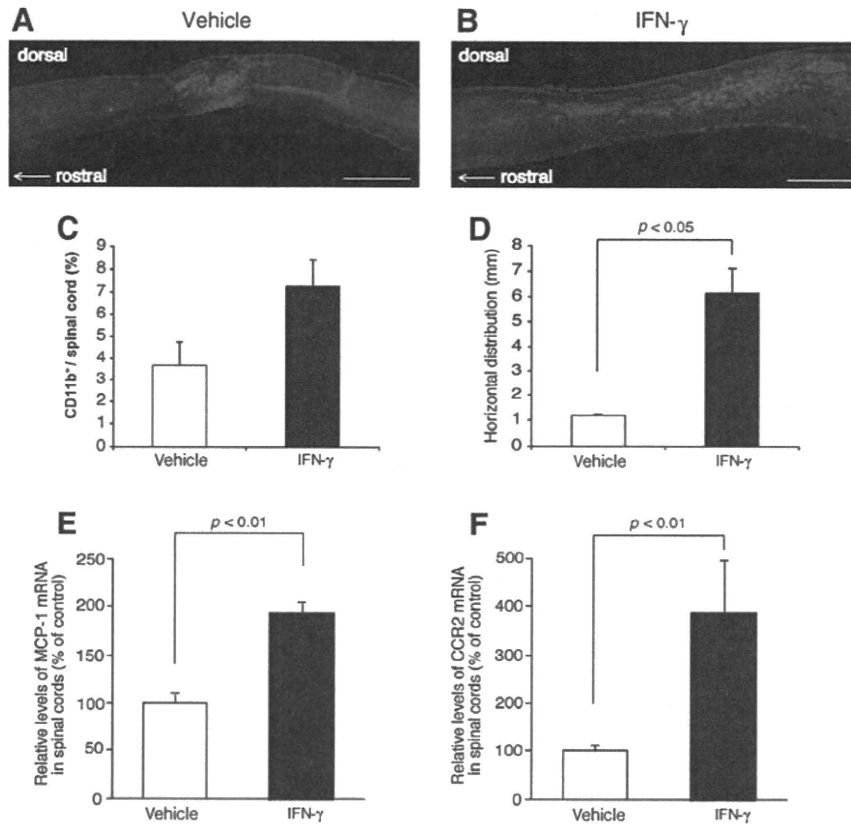 A Vehicle
B IFN-γ
dorsal
← rostral
dorsal
← rostral
C
CD11b⁺/ spinal cord (%)
9
8
7
6
5
4
3
2
1
0
Vehicle
IFN-γ
D
p < 0.05
Horizontal distribution (mm)
8
7
6
5
4
3
2
1
0
Vehicle
IFN-γ
E
p < 0.01
Relative levels of MCP-1 mRNA
in spinal cords (% of control)
250
200
150
100
50
0
Vehicle
IFN-γ
F
p < 0.01
Relative levels of CCR2 mRNA
in spinal cords (% of control)
500
400
300
200
100
0
Vehicle
IFN-γ